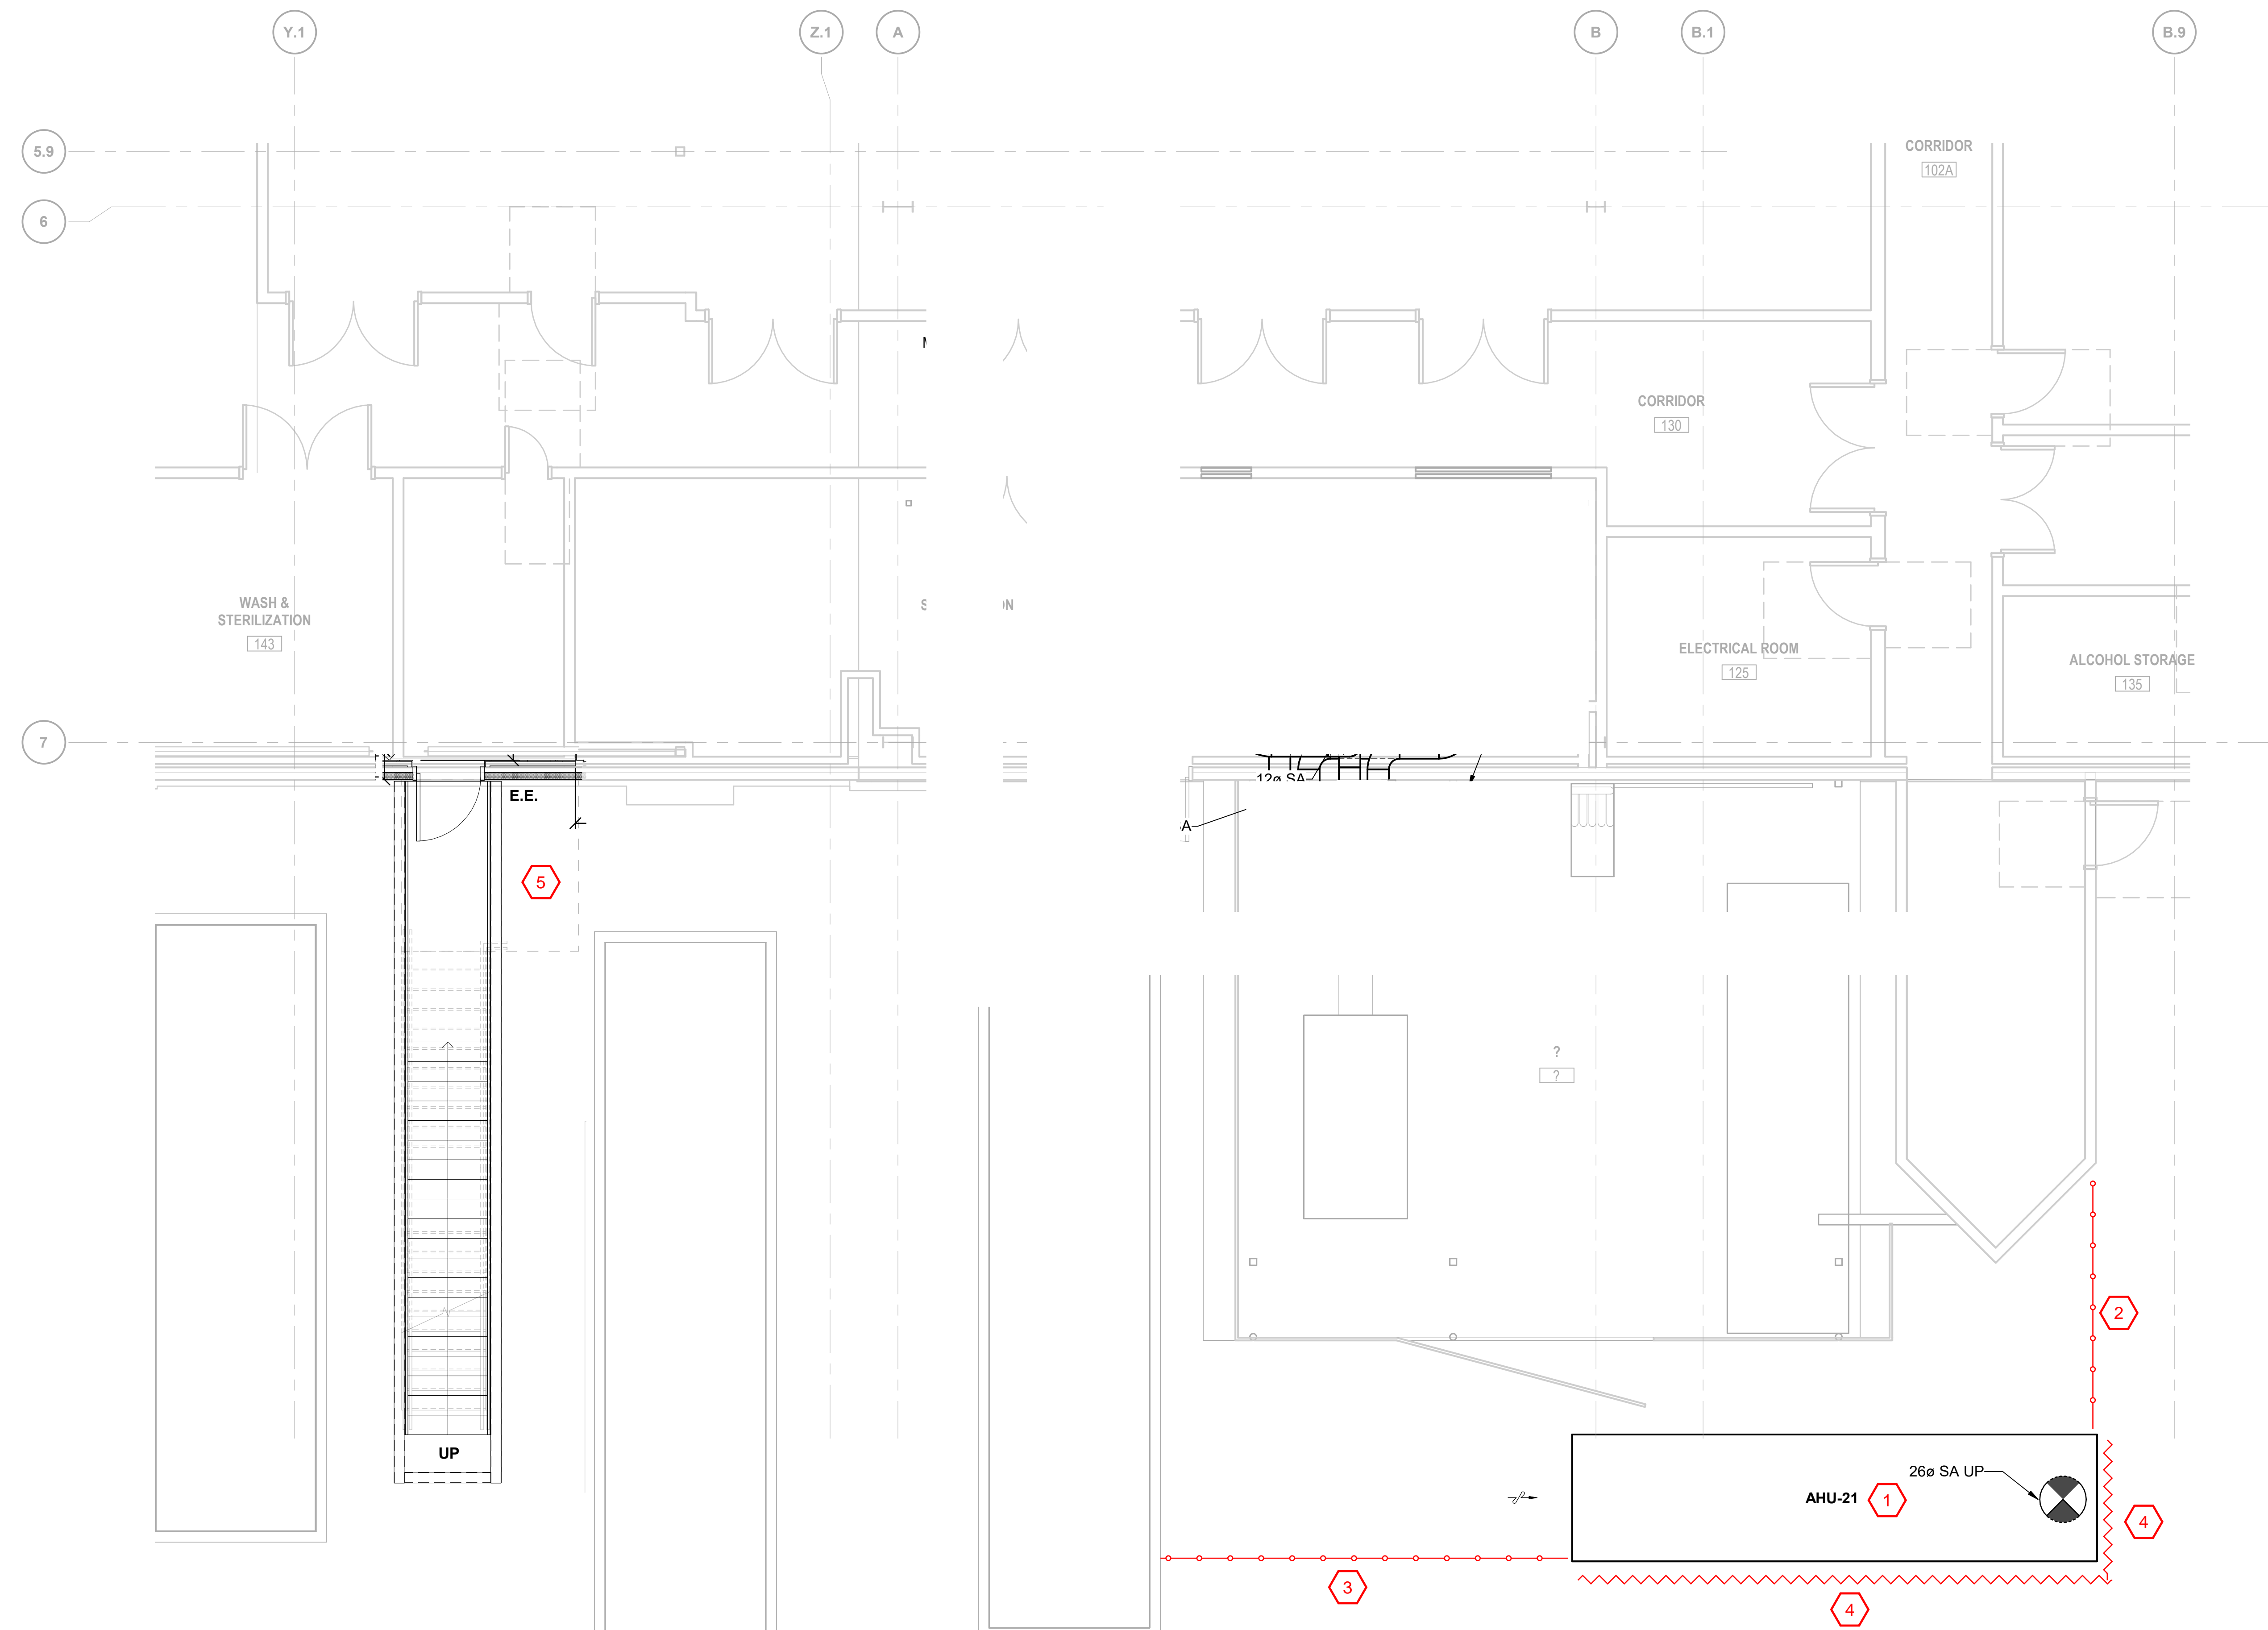 Y.1
Z.1
A
B
B.1
B.9
5.9
CORRIDOR
102A
6
CORRIDOR
130
WASH &
STERILIZATION
143
ELECTRICAL ROOM
125
ALCOHOL STORAGE
135
7
12ø SA
E.E.
A
5
?
?
2
UP
26ø SA UP
AHU-21
1
4
3
4